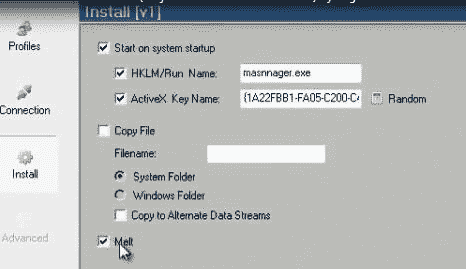 Install [v1]
Profiles
Connection
Install
Advanced
Start on system startup
HKLM/Run Name: masnnager.exe
ActiveX Key Name: {1A22FBB1-FA05-C200-C4 Random
Copy File
Filename:
System Folder
Windows Folder
Copy to Alternate Data Streams
Melt